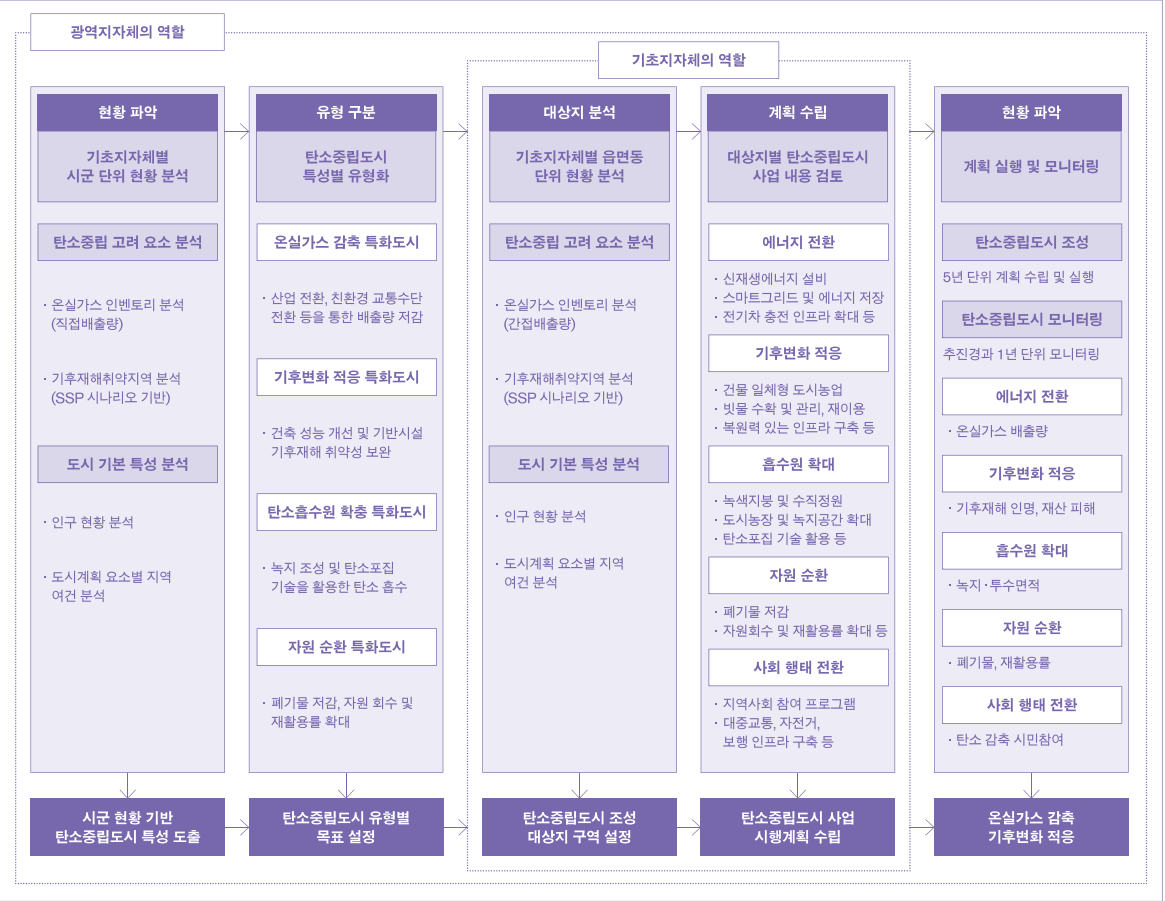 광역지자체의 역할
기초지자체의 역할
현황 파악
기초지자체별
시군 단위 현황 분석
탄소중립 고려 요소 분석
· 온실가스 인벤토리 분석
(직접배출량)
· 기후재해취약지역 분석
(SSP 시나리오 기반)
도시 기본 특성 분석
· 인구 현황 분석
· 도시계획 요소별 지역
여건 분석
시군 현황 기반
탄소중립도시 특성 도출
유형 구분
탄소중립도시
특성별 유형화
온실가스 감축 특화도시
· 산업 전환, 친환경 교통수단
전환 등을 통한 배출량 저감
기후변화 적응 특화도시
· 건축 성능 개선 및 기반시설
기후재해 취약성 보완
탄소흡수원 확충 특화도시
· 녹지 조성 및 탄소포집
기술을 활용한 탄소 흡수
자원 순환 특화도시
· 폐기물 저감, 자원 회수 및
재활용률 확대
탄소중립도시 유형별
목표 설정
대상지 분석
기초지자체별 읍면동
단위 현황 분석
탄소중립 고려 요소 분석
· 온실가스 인벤토리 분석
(간접배출량)
· 기후재해취약지역 분석
(SSP 시나리오 기반)
도시 기본 특성 분석
· 인구 현황 분석
· 도시계획 요소별 지역
여건 분석
탄소중립도시 조성
대상지 구역 설정
계획 수립
대상지별 탄소중립도시
사업 내용 검토
에너지 전환
· 신재생에너지 설비
· 스마트그리드 및 에너지 저장
· 전기차 충전 인프라 확대 등
기후변화 적응
· 건물 일체형 도시농업
· 빗물 수확 및 관리, 재이용
· 복원력 있는 인프라 구축 등
흡수원 확대
· 녹색지붕 및 수직정원
· 도시농장 및 녹지공간 확대
· 탄소포집 기술 활용 등
자원 순환
· 폐기물 저감
· 자원회수 및 재활용률 확대 등
사회 행태 전환
· 지역사회 참여 프로그램
· 대중교통, 자전거,
보행 인프라 구축 등
탄소중립도시 사업
시행계획 수립
현황 파악
계획 실행 및 모니터링
탄소중립도시 조성
5년 단위 계획 수립 및 실행
탄소중립도시 모니터링
추진경과 1년 단위 모니터링
에너지 전환
· 온실가스 배출량
기후변화 적응
· 기후재해 인명, 재산 피해
흡수원 확대
· 녹지·투수면적
자원 순환
· 폐기물, 재활용률
사회 행태 전환
· 탄소 감축 시민참여
온실가스 감축
기후변화 적응